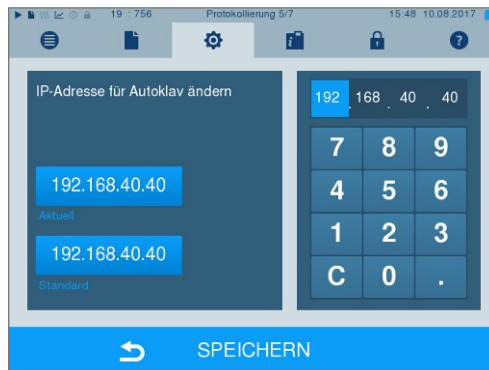 19 : 756 Protokollierung 5/7 15:48 10.08.2017
IP-Adresse für Autoklav ändern
192.168.40.40
Aktuell
192.168.40.40
Standard
192 . 168 . 40 . 40
7 8 9
4 5 6
1 2 3
C 0 .
SPEICHERN